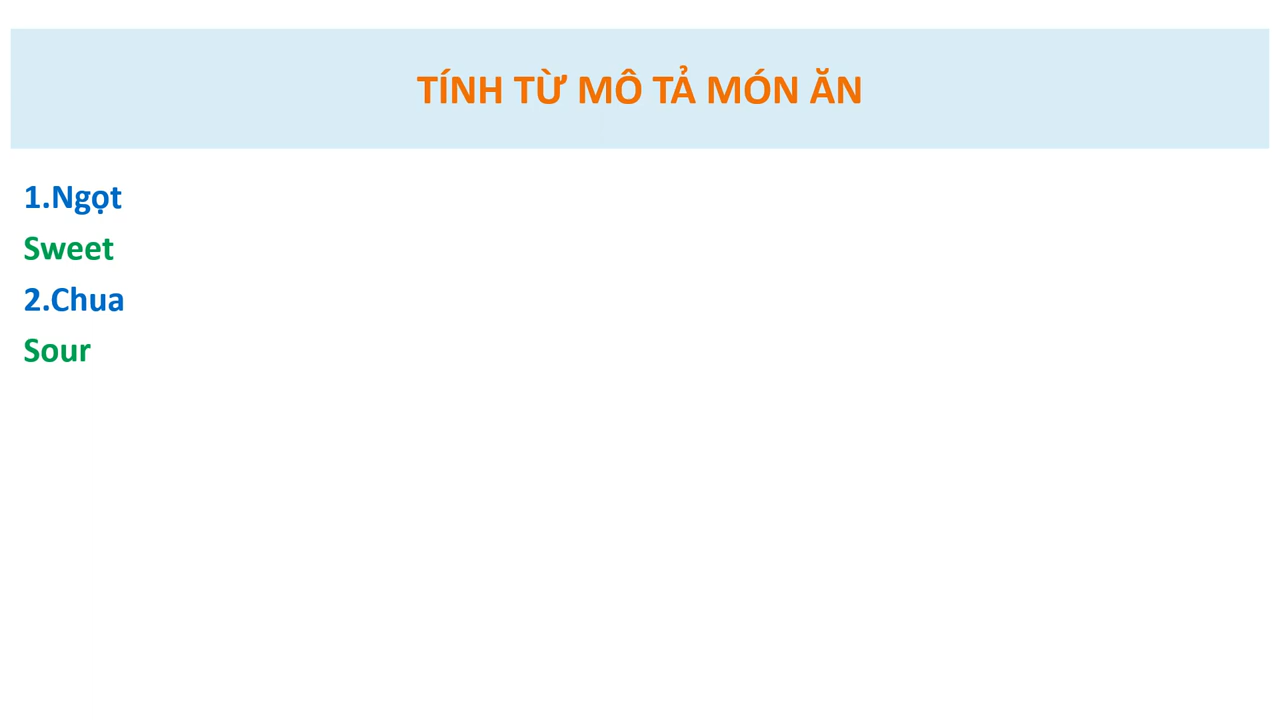 TÍNH TỪ MÔ TẢ MÓN ĂN
1.Ngọt
Sweet
2.Chua
Sour